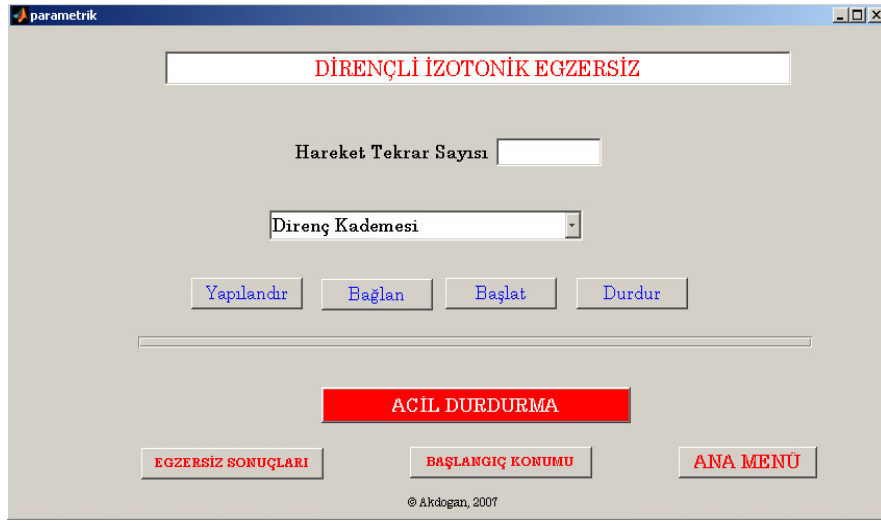 parametrik
DİRENÇLİ İZOTONİK EGZERSİZ
Hareket Tekrar Sayısı
Direnç Kademesi
Yapılandır Bağlan Başlat Durdur
ACİL DURDURMA
EGZERSİZ SONUÇLARI BAŞLANGIÇ KONUMU ANA MENÜ
© Akdogan, 2007